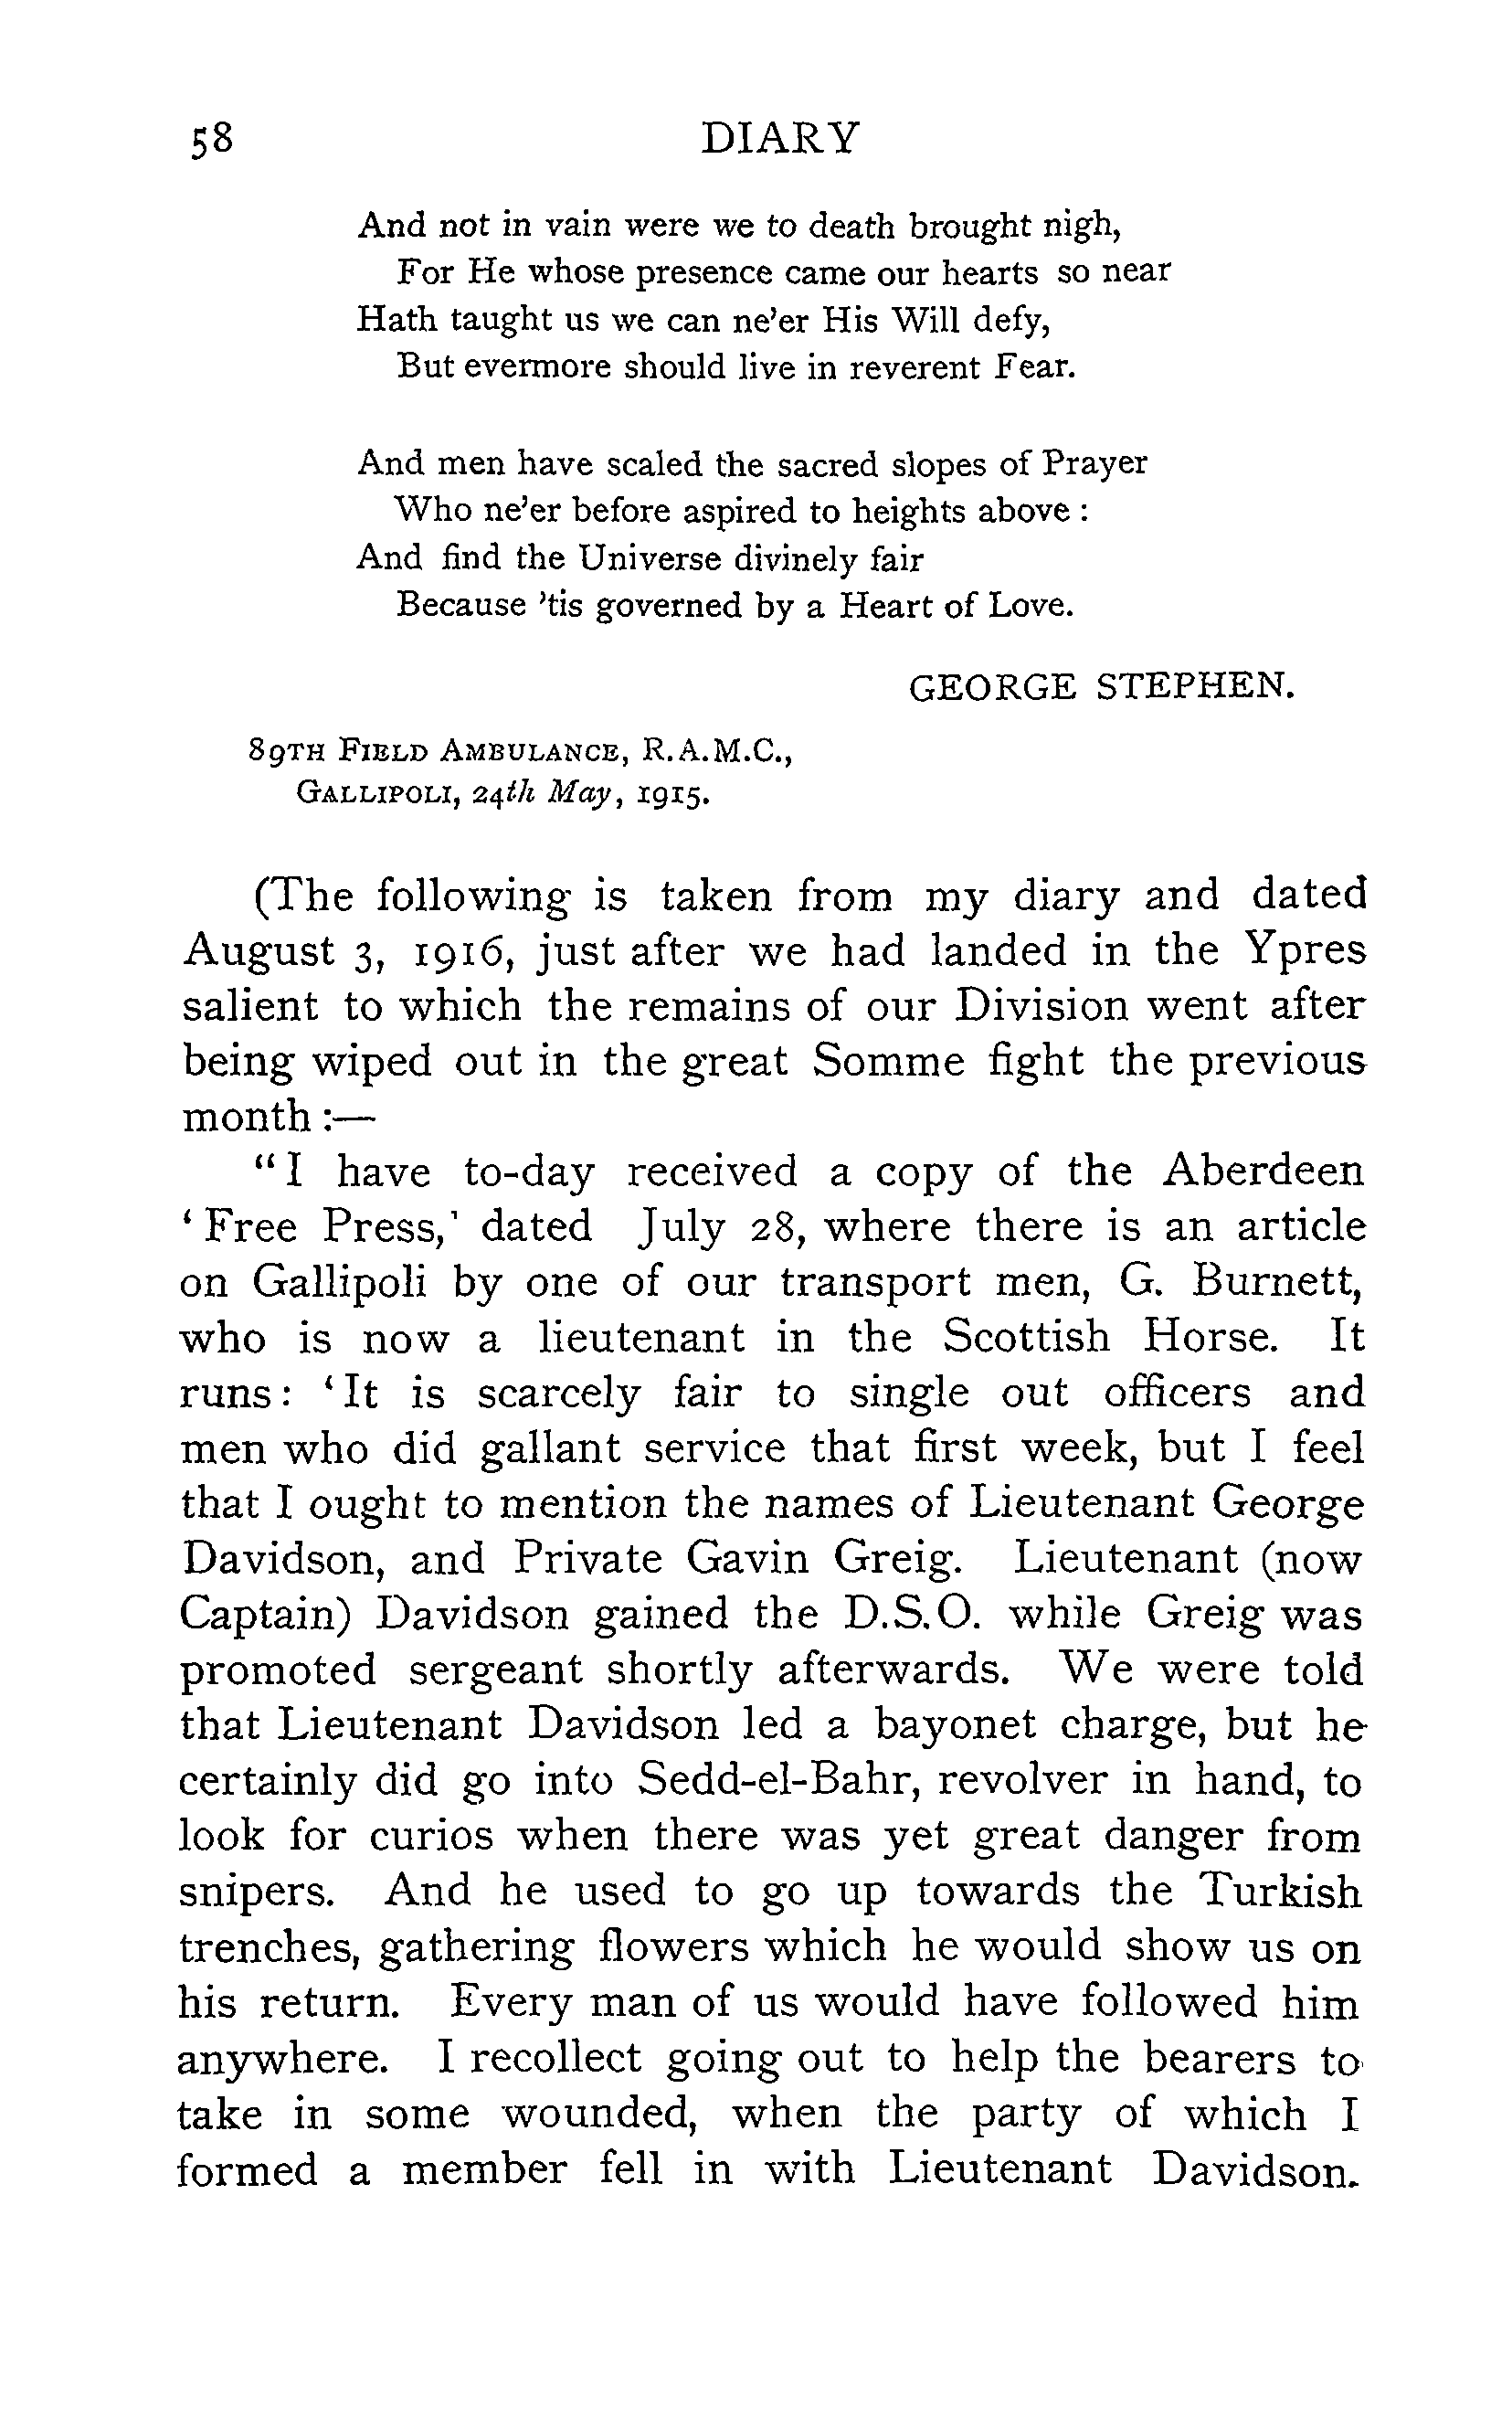 58 DIARY
And not in vain were we to death brought nigh,
For He whose presence came our hearts so near
Hath taught us we can ne’er His Will defy,
But evermore should live in reverent Fear.
And men have scaled the sacred slopes of Prayer
Who ne’er before aspired to heights above :
And find the Universe divinely fair
Because ’tis governed by a Heart of Love.
GEORGE STEPHEN.
89TH FIELD AMBULANCE, R.A.M.C.,
GALLIPOLI, 24th May, 1915.
(The following is taken from my diary and dated
August 3, 1916, just after we had landed in the Ypres
salient to which the remains of our Division went after
being wiped out in the great Somme fight the previous
month :—
“ I have to-day received a copy of the Aberdeen
‘ Free Press,’ dated July 28, where there is an article
on Gallipoli by one of our transport men, G. Burnett,
who is now a lieutenant in the Scottish Horse. It
runs: ‘ It is scarcely fair to single out officers and
men who did gallant service that first week, but I feel
that I ought to mention the names of Lieutenant George
Davidson, and Private Gavin Greig. Lieutenant (now
Captain) Davidson gained the D.S.O. while Greig was
promoted sergeant shortly afterwards. We were told
that Lieutenant Davidson led a bayonet charge, but he
certainly did go into Sedd-el-Bahr, revolver in hand, to
look for curios when there was yet great danger from
snipers. And he used to go up towards the Turkish
trenches, gathering flowers which he would show us on
his return. Every man of us would have followed him
anywhere. I recollect going out to help the bearers to
take in some wounded, when the party of which I
formed a member fell in with Lieutenant Davidson.